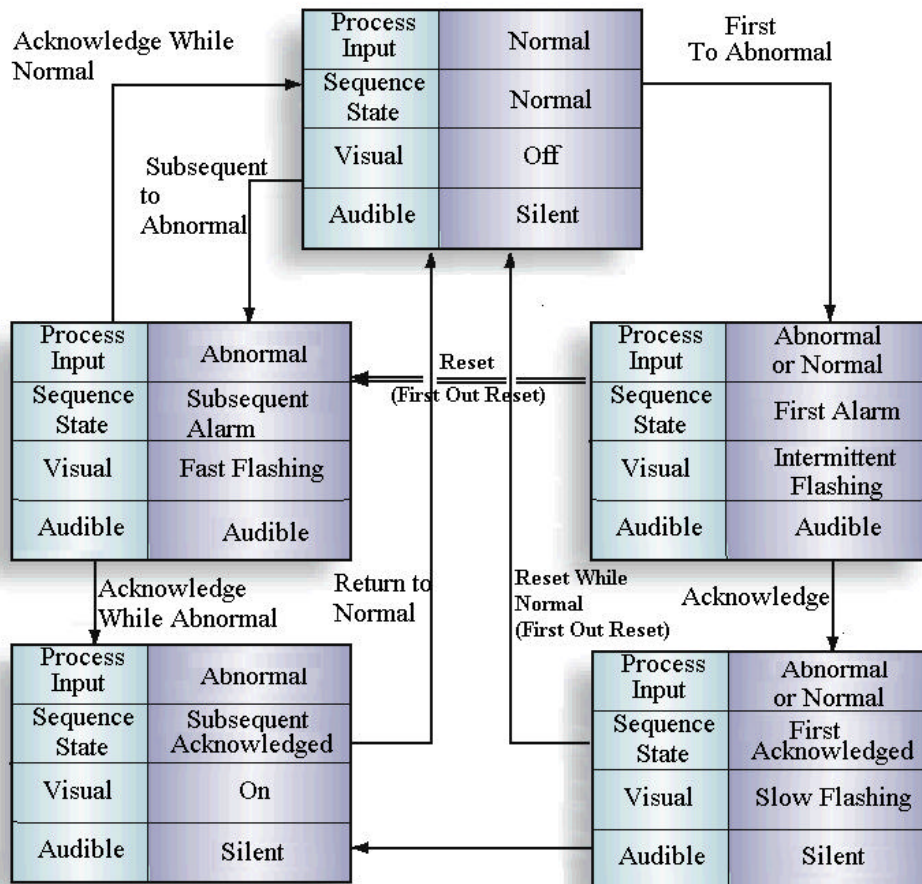 Acknowledge While
Normal
Process
Input
Normal
Sequence
State
Normal
Visual
Off
Audible
Silent
First
To Abnormal
Subsequent
to
Abnormal
Process
Input
Abnormal
Sequence
State
Subsequent
Alarm
Visual
Fast Flashing
Audible
Audible
Reset
(First Out Reset)
Process
Input
Abnormal
or Normal
Sequence
State
First Alarm
Visual
Intermittent
Flashing
Audible
Audible
Acknowledge
While Abnormal
Return to
Normal
Reset While
Normal
(First Out Reset)
Acknowledge
Process
Input
Abnormal
Sequence
State
Subsequent
Acknowledged
Visual
On
Audible
Silent
Process
Input
Abnormal
or Normal
Sequence
State
First
Acknowledged
Visual
Slow Flashing
Audible
Silent